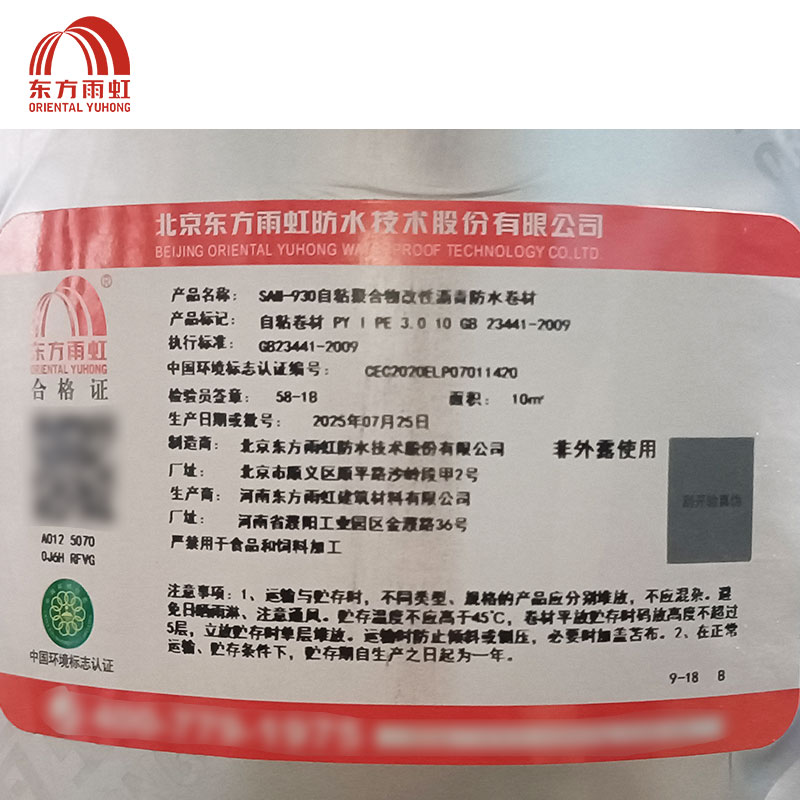 东方雨虹
ORIENTAL YUHONG
北京东方雨虹防水技术股份有限公司
BEIJING ORIENTAL YUHONG WATERPROOF TECHNOLOGY CO.,LTD.
®
东方雨虹
ORIENTAL YUHONG
合格证
产品名称： SAM-930自粘聚合物改性沥青防水卷材
产品标记： 自粘卷材 PY I PE 3.0 10 GB 23441-2009
执行标准： GB23441-2009
中国环境标志认证编号： CEC2020ELP07011420
检验员签章： 58-18 面积： 10㎡
生产日期或批号： 2025年07月25日
制造商： 北京东方雨虹防水技术股份有限公司 非外露使用
厂址： 北京市顺义区顺平路沙岭段甲2号
生产商： 河南东方雨虹建筑材料有限公司
厂址： 河南省濮阳工业园区金濮路36号
严禁用于食品和饲料加工
A012 5070
0J6H RFVG
刮开验真伪
中国环境标志认证
注意事项：1、运输与贮存时，不同类型、规格的产品应分别堆放，不应混杂。避
免日晒雨淋、注意通风。贮存温度不应高于45℃，卷材平放贮存时码放高度不超过
5层，立放贮存时单层堆放。运输时防止倾斜或侧压，必要时加盖苫布。2、在正常
运输、贮存条件下，贮存期自生产之日起为一年。
9-18 B